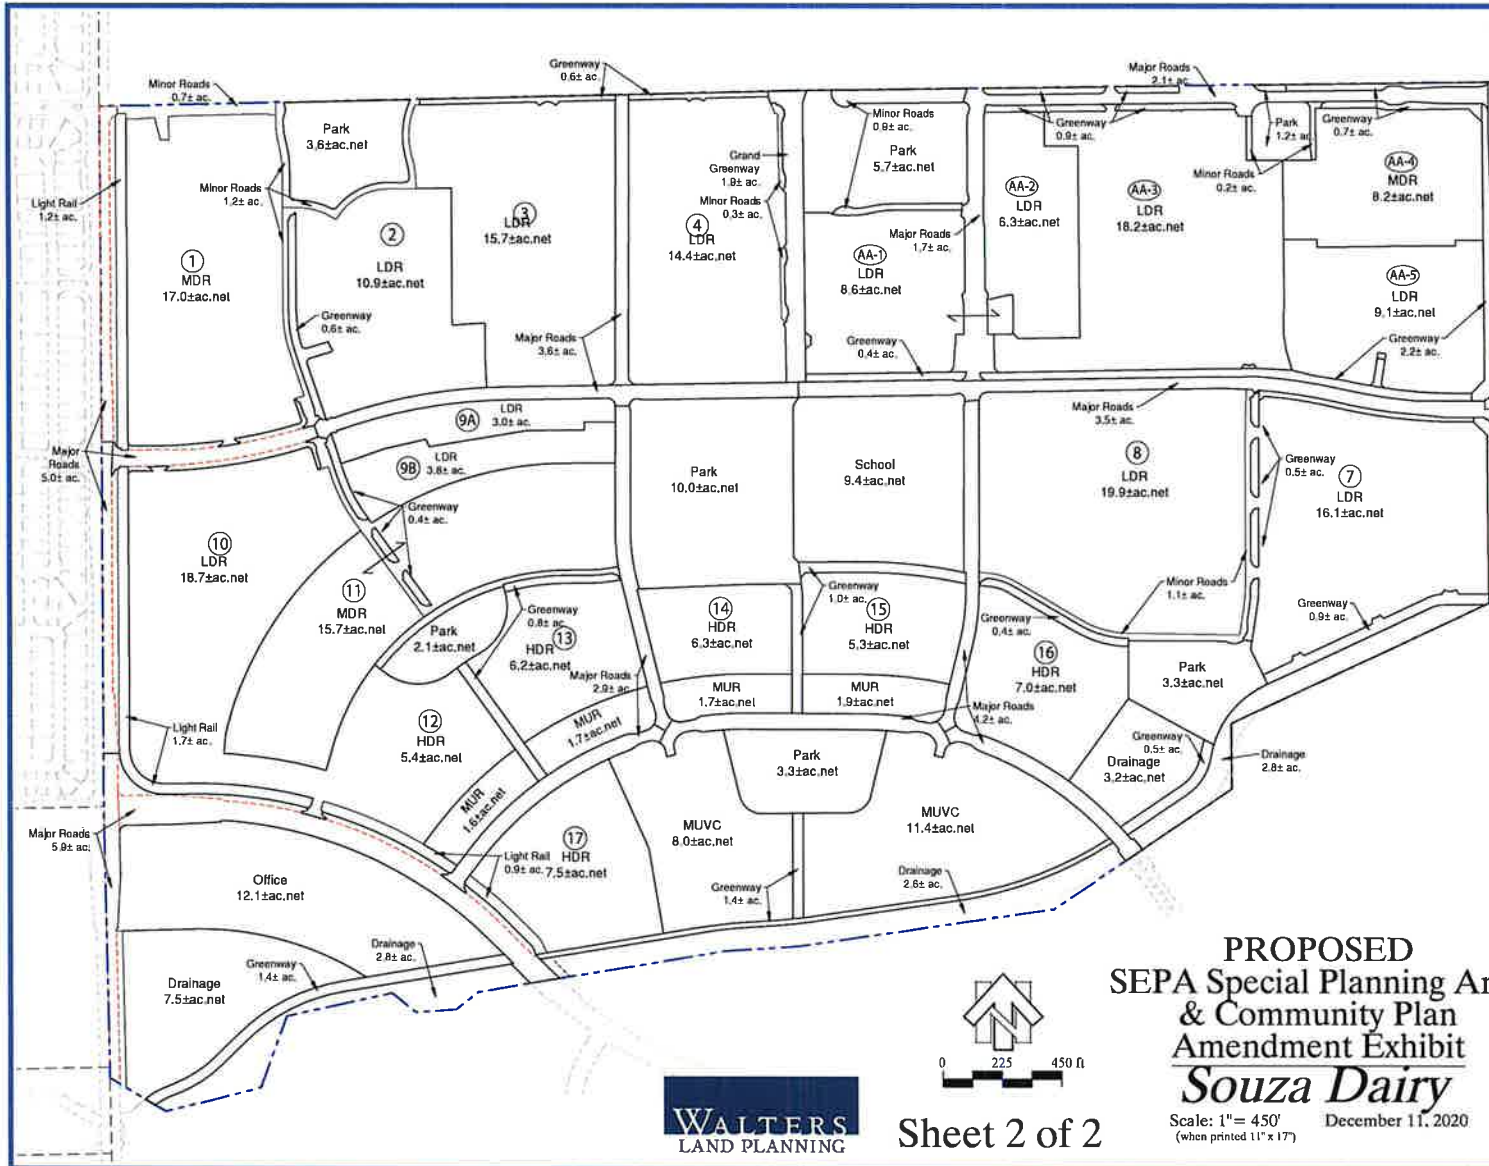 Minor Roads
0.7± ac.
Greenway
0.6± ac.
Major Roads
2.1± ac.
Park
3.6±ac.net
Minor Roads
0.9± ac.
Park
5.7±ac.net
Greenway
0.9± ac.
Park
1.2± ac.
Greenway
0.7± ac.
Grand
Greenway
1.9± ac.
Minor Roads
0.3± ac.
Minor Roads
0.2± ac.
AA-4
MDR
8.2±ac.net
Light Rail
1.2± ac.
Minor Roads
1.2± ac.
3
LDR
15.7±ac.net
4
LDR
14.4±ac.net
AA-2
LDR
6.3±ac.net
AA-3
LDR
18.2±ac.net
Major Roads
1.7± ac.
1
MDR
17.0±ac.net
2
LDR
10.9±ac.net
AA-1
LDR
8.6±ac.net
AA-5
LDR
9.1±ac.net
Greenway
0.6± ac.
Major Roads
3.6± ac.
Greenway
0.4± ac.
Greenway
2.2± ac.
9A
LDR
3.0± ac.
Major Roads
3.5± ac.
Major
Roads
5.0± ac.
9B
LDR
3.8± ac.
Park
10.0±ac.net
School
9.4±ac.net
8
LDR
19.9±ac.net
Greenway
0.5± ac.
7
LDR
16.1±ac.net
Greenway
0.4± ac.
10
LDR
18.7±ac.net
11
MDR
15.7±ac.net
Park
2.1±ac.net
Greenway
0.8± ac.
13
HDR
6.2±ac.net
14
HDR
6.3±ac.net
Greenway
1.0± ac.
15
HDR
5.3±ac.net
Greenway
0.4± ac.
Minor Roads
1.1± ac.
Greenway
0.9± ac.
16
HDR
7.0±ac.net
Park
3.3±ac.net
Major Roads
2.9± ac.
MUR
1.7±ac.net
MUR
1.9±ac.net
Major Roads
4.2± ac.
Light Rail
1.7± ac.
12
HDR
5.4±ac.net
MUR
1.7±ac.net
Park
3.3±ac.net
Greenway
0.5± ac.
Drainage
3.2±ac.net
Drainage
2.8± ac.
MUR
1.6±ac.net
Major Roads
5.9± ac.
17
HDR
7.5±ac.net
Light Rail
0.9± ac.
MUVC
8.0±ac.net
MUVC
11.4±ac.net
Office
12.1±ac.net
Greenway
1.4± ac.
Drainage
2.6± ac.
Drainage
2.8± ac.
Greenway
1.4± ac.
Drainage
7.5±ac.net
0 225 450 ft
WALTERS
LAND PLANNING
Sheet 2 of 2
PROPOSED
SEPA Special Planning Ar
& Community Plan
Amendment Exhibit
Souza Dairy
Scale: 1" = 450'
(when printed 11" x 17")
December 11, 2020